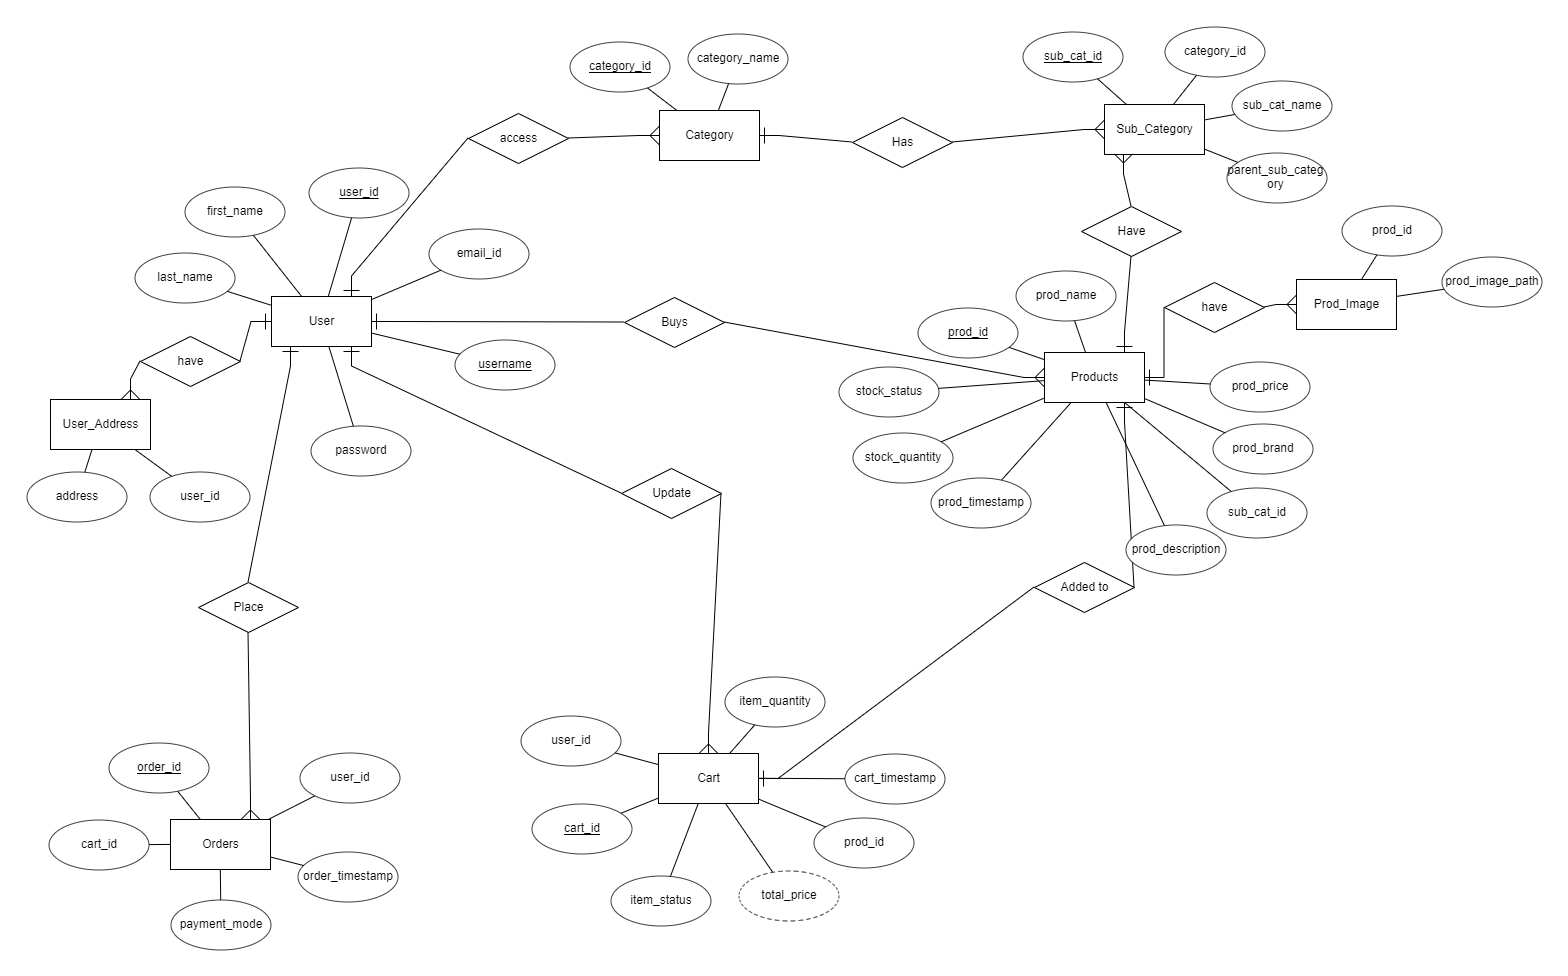 category_id
category_name
sub_cat_id
category_id
sub_cat_name
access
Category
Has
Sub_Category
parent_sub_categ
ory
user_id
first_name
email_id
last_name
Have
prod_id
prod_image_path
prod_name
have
Prod_Image
User
Buys
prod_id
have
username
Products
stock_status
prod_price
User_Address
password
prod_brand
stock_quantity
address
user_id
Update
prod_timestamp
sub_cat_id
prod_description
Place
Added to
item_quantity
user_id
order_id
user_id
Cart
cart_timestamp
cart_id
prod_id
cart_id
Orders
order_timestamp
item_status
total_price
payment_mode